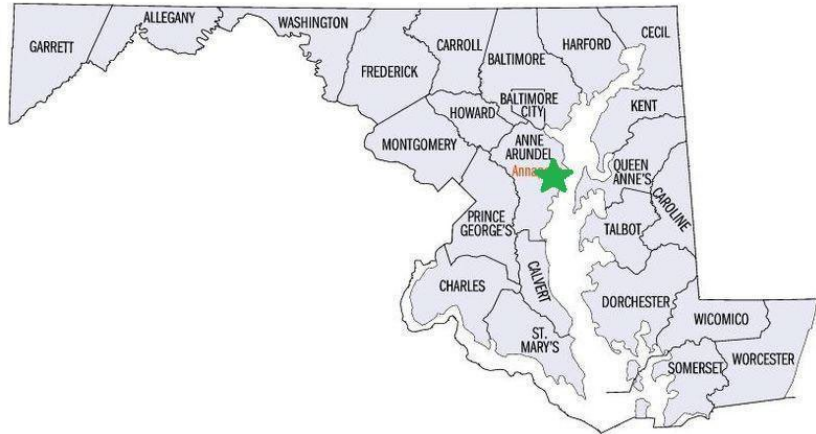 ALLEGANY
WASHINGTON
CECIL
GARRETT
CARROLL
HARFORD
BALTIMORE
FREDERICK
BALTIMORE
CITY
KENT
HOWARD
MONTGOMERY
ANNE
ARUNDEL
QUEEN
ANNE'S
CAROLINE
PRINCE
GEORGE'S
TALBOT
CALVERT
CHARLES
DORCHESTER
WICOMICO
ST.
MARY'S
SOMERSET
WORCESTER